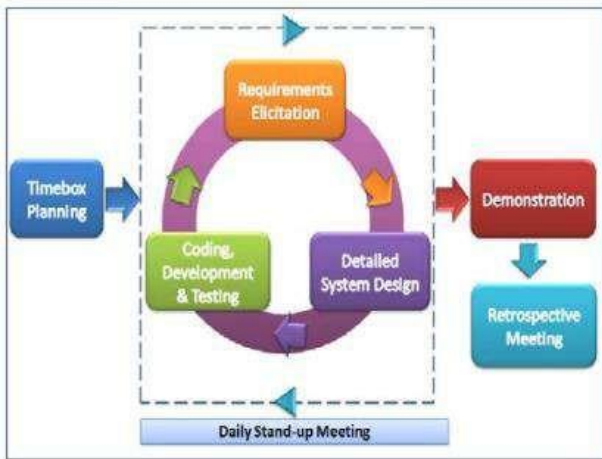 Requirements
Elicitation
Timebox
Planning
Demonstration
Coding,
Development
& Testing
Detailed
System Design
Retrospective
Meeting
Daily Stand-up Meeting